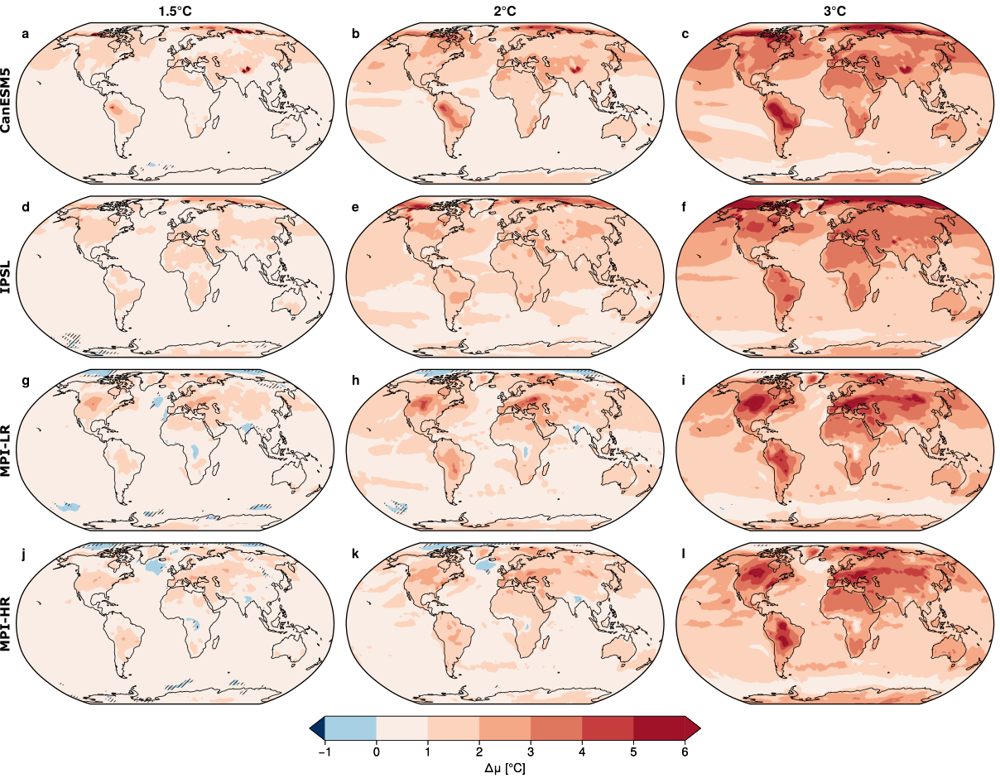 1.5°C 2°C 3°C
a b c
CanESM5
d e f
IPSL
g h i
MPI-LR
j k l
MPI-HR
−1 0 1 2 3 4 5 6
Δμ [°C]